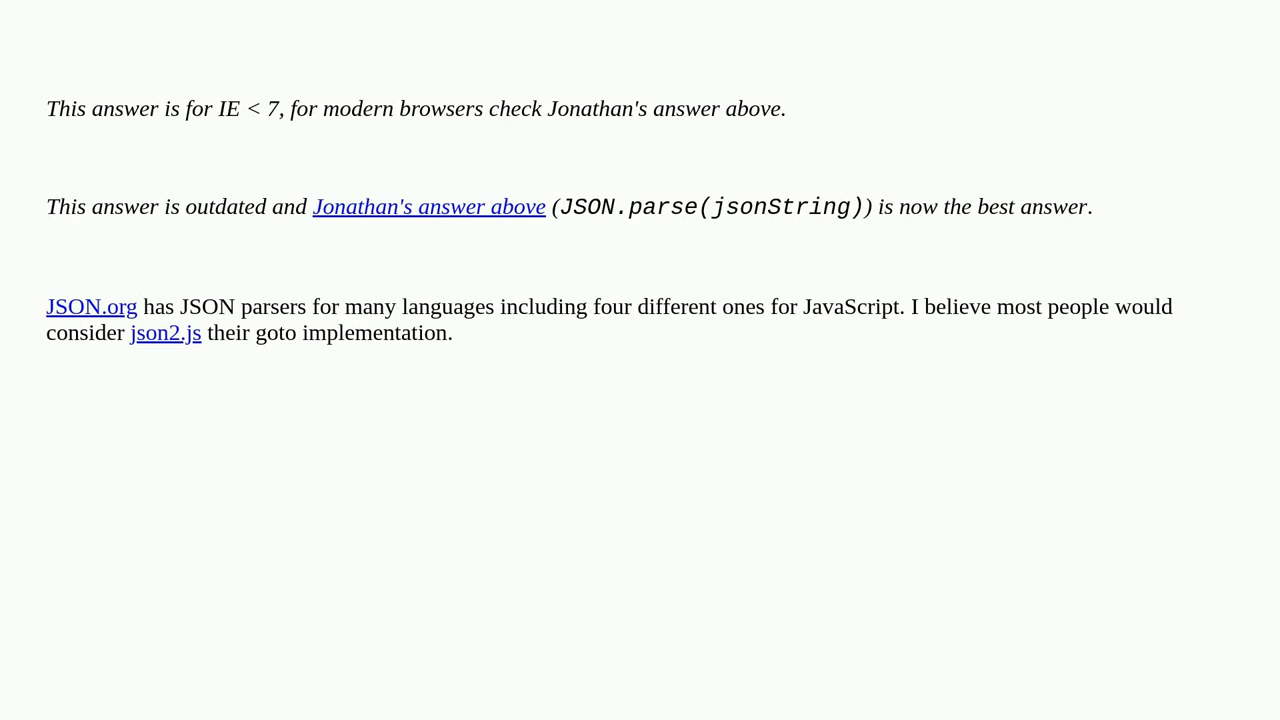 This answer is for IE < 7, for modern browsers check Jonathan's answer above.
This answer is outdated and Jonathan's answer above (JSON.parse(jsonString)) is now the best answer.
JSON.org has JSON parsers for many languages including four different ones for JavaScript. I believe most people would
consider json2.js their goto implementation.